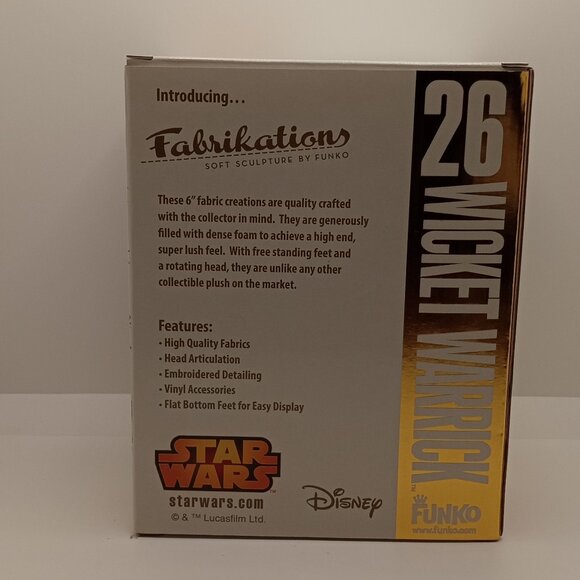 Introducing...
Fabrikations
SOFT SCULPTURE BY FUNKO
These 6" fabric creations are quality crafted
with the collector in mind. They are generously
filled with dense foam to achieve a high end,
super lush feel. With free standing feet and
a rotating head, they are unlike any other
collectible plush on the market.
Features:
• High Quality Fabrics
• Head Articulation
• Embroidered Detailing
• Vinyl Accessories
• Flat Bottom Feet for Easy Display
STAR
WARS™
starwars.com
© & ™ Lucasfilm Ltd.
Disney
26 WICKET WARRICK™
FUNKO
www.funko.com